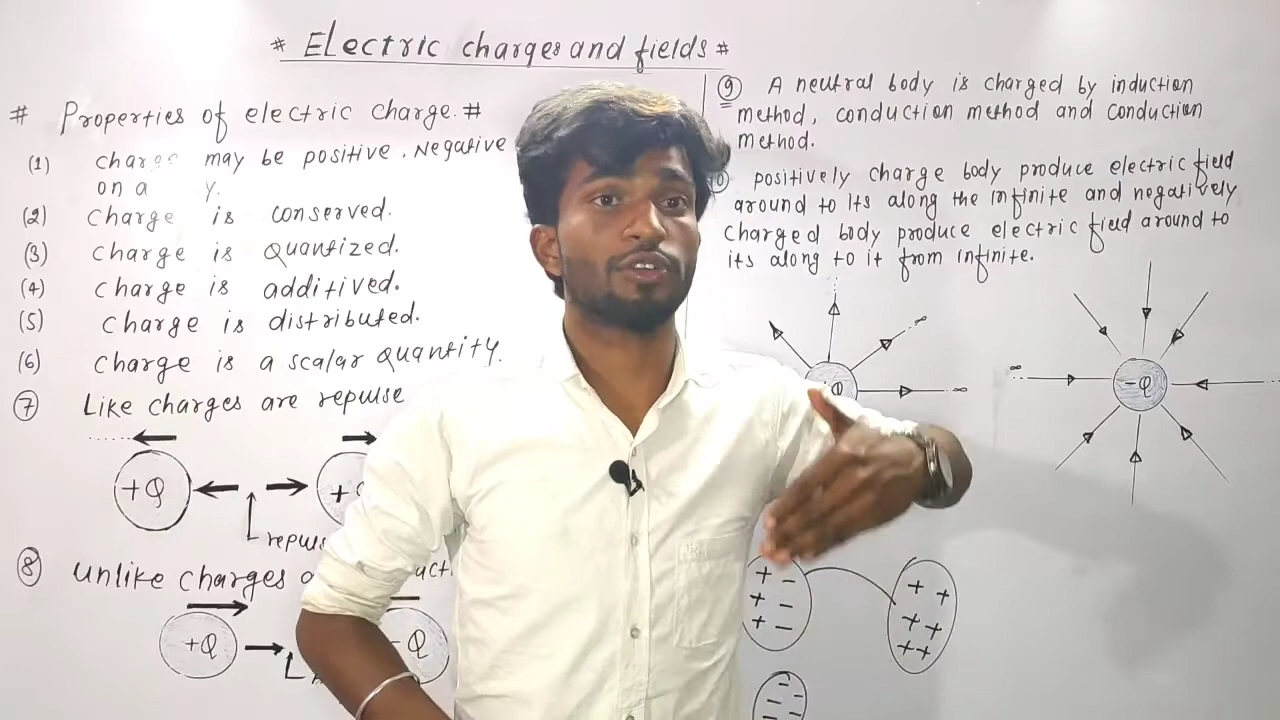 * Electric charges and fields #
# Properties of electric charge. #
(1) charge may be positive, Negative
on a
(2) charge is conserved.
(3) charge is Quantized.
(4) charge is additived.
(5) charge is distributed.
(6) charge is a scalar quantity.
(7) Like charges are repulse
+Q
(8) unlike charges
+Q
-Q
(9) A neutral body is charged by induction
method, conduction method and conduction
method.
positively charge body produce electric field
around to its along the infinite and negatively
charged body produce electric field around to
its along to it from infinite.
∞
∞
Q
∞
-Q
+ -
+ -
+ -
+ +
+ +
+ +